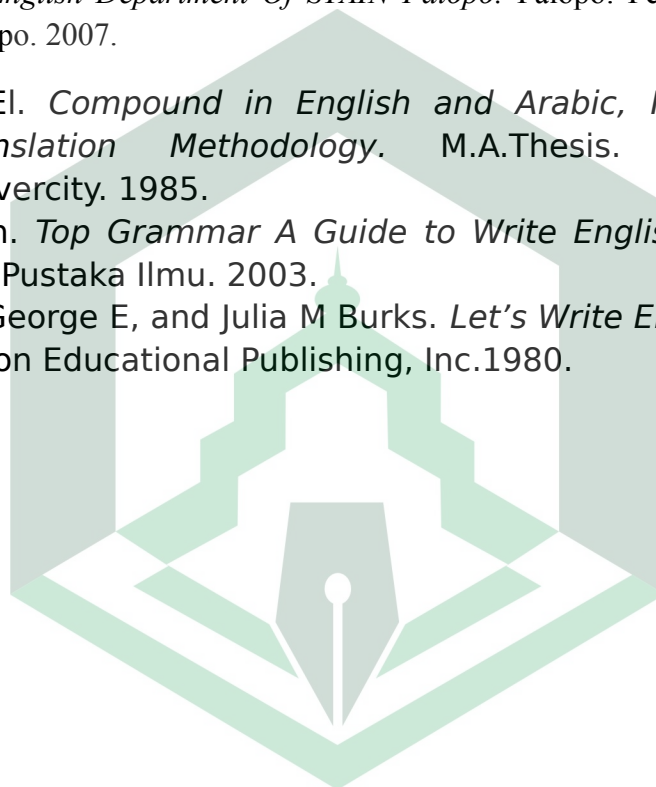 English Department Of STAIN Palopo. Palopo.
po. 2007.
El. Compound in English and Arabic,
nslation Methodology. M.A.Thesis.
vercity. 1985.
n. Top Grammar A Guide to Write Englis
Pustaka Ilmu. 2003.
George E, and Julia M Burks. Let’s Write E
on Educational Publishing, Inc.1980.